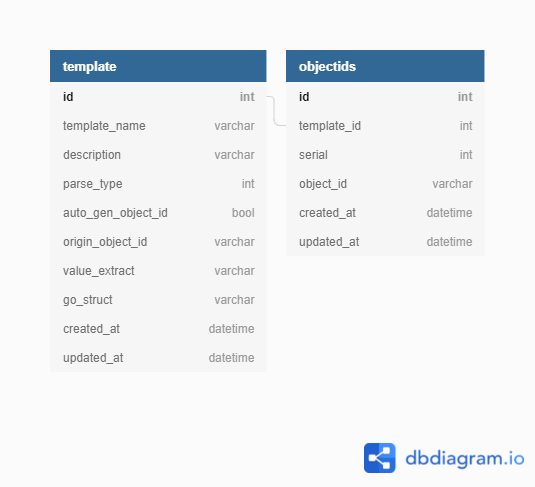 template
id int
template_name varchar
description varchar
parse_type int
auto_gen_object_id bool
origin_object_id varchar
value_extract varchar
go_struct varchar
created_at datetime
updated_at datetime
objectids
id int
template_id int
serial int
object_id varchar
created_at datetime
updated_at datetime
dbdiagram.io